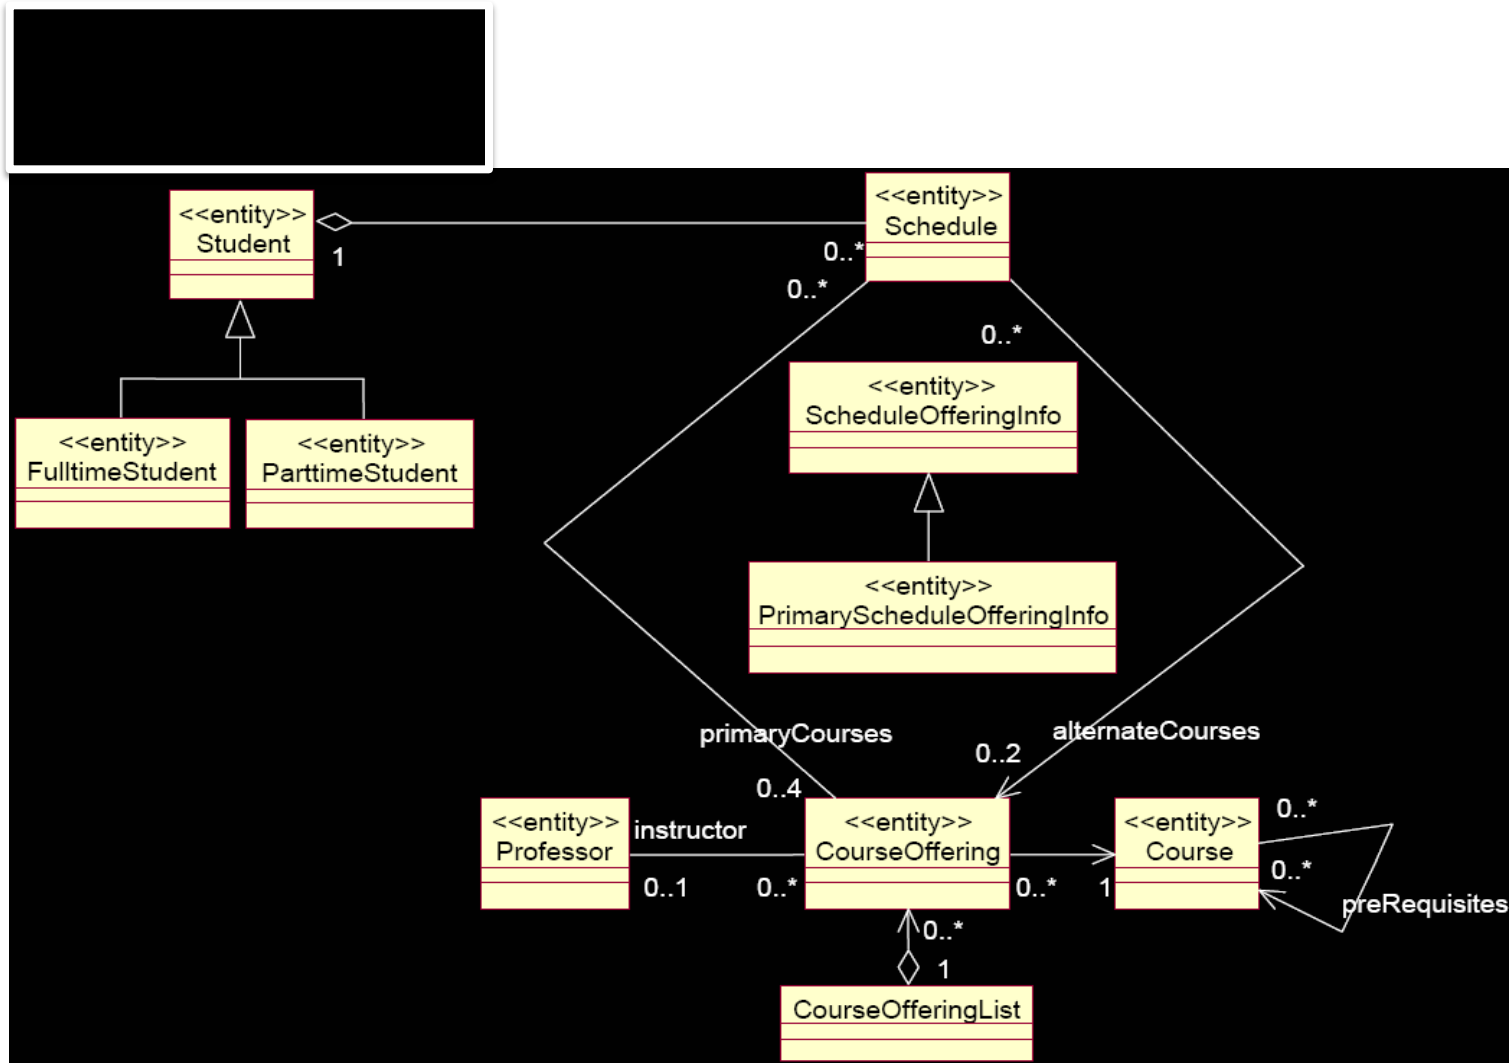 <<entity>>
Student
1
<<entity>>
Schedule
0..*
0..*
0..*
<<entity>>
ScheduleOfferingInfo
<<entity>>
FulltimeStudent
<<entity>>
ParttimeStudent
<<entity>>
PrimaryScheduleOfferingInfo
primaryCourses
alternateCourses
0..2
0..4
<<entity>>
Professor
instructor
0..1
0..*
<<entity>>
CourseOffering
0..*
1
<<entity>>
Course
0..*
0..*
preRequisites
0..*
1
CourseOfferingList